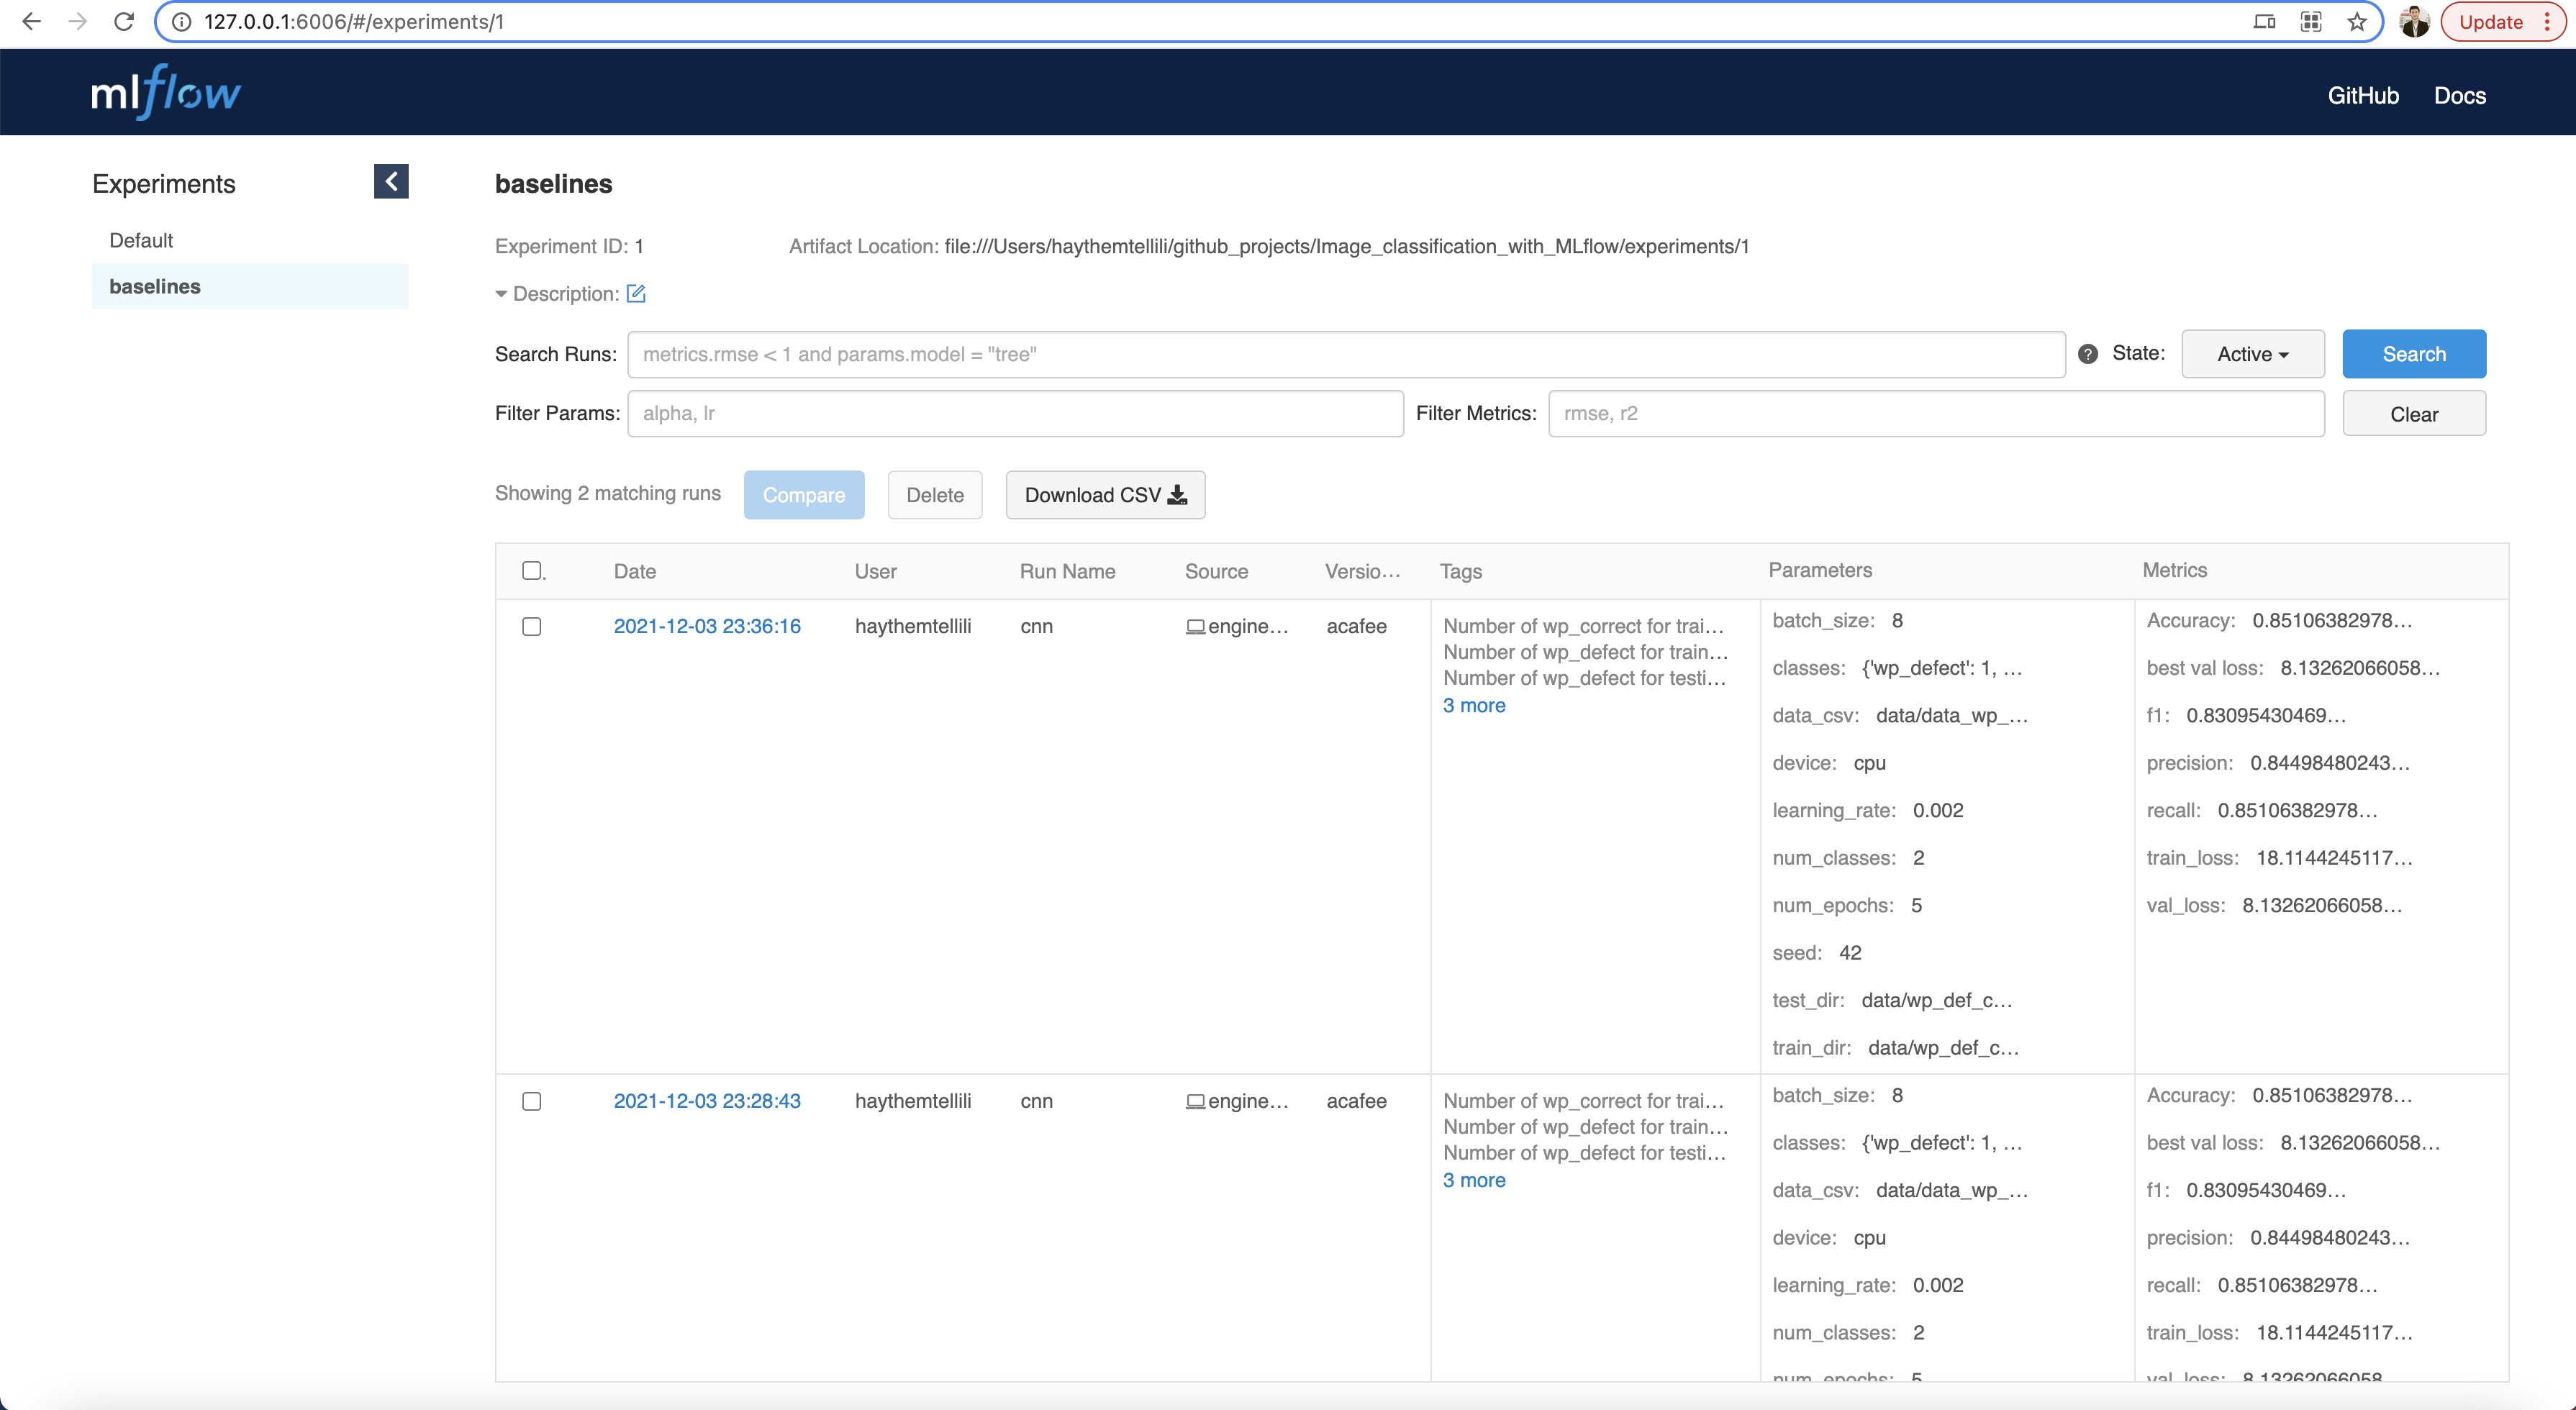 127.0.0.1:6006/#/experiments/1
Update
mlflow
GitHub Docs
Experiments
Default
baselines
baselines
Experiment ID: 1 Artifact Location: file:///Users/haythemtellili/github_projects/Image_classification_with_MLflow/experiments/1
Description:
Search Runs: metrics.rmse < 1 and params.model = "tree" ? State: Active Search
Filter Params: alpha, lr Filter Metrics: rmse, r2 Clear
Showing 2 matching runs Compare Delete Download CSV
Date User Run Name Source Versio... Tags Parameters Metrics
2021-12-03 23:36:16 haythemtellili cnn engine... acafee
Number of wp_correct for trai...
Number of wp_defect for train...
Number of wp_defect for testi...
3 more
batch_size: 8
classes: {'wp_defect': 1, ...
data_csv: data/data_wp_...
device: cpu
learning_rate: 0.002
num_classes: 2
num_epochs: 5
seed: 42
test_dir: data/wp_def_c...
train_dir: data/wp_def_c...
Accuracy: 0.85106382978...
best val loss: 8.13262066058...
f1: 0.83095430469...
precision: 0.84498480243...
recall: 0.85106382978...
train_loss: 18.1144245117...
val_loss: 8.13262066058...
2021-12-03 23:28:43 haythemtellili cnn engine... acafee
Number of wp_correct for trai...
Number of wp_defect for train...
Number of wp_defect for testi...
3 more
batch_size: 8
classes: {'wp_defect': 1, ...
data_csv: data/data_wp_...
device: cpu
learning_rate: 0.002
num_classes: 2
num_epochs: 5
Accuracy: 0.85106382978...
best val loss: 8.13262066058...
f1: 0.83095430469...
precision: 0.84498480243...
recall: 0.85106382978...
train_loss: 18.1144245117...
val_loss: 8.13262066058